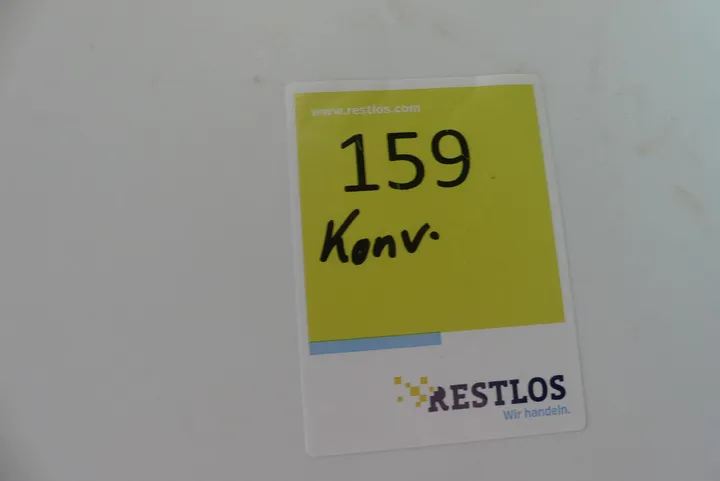 www.restlos.com
159
Konv.
RESTLOS
Wir handeln.